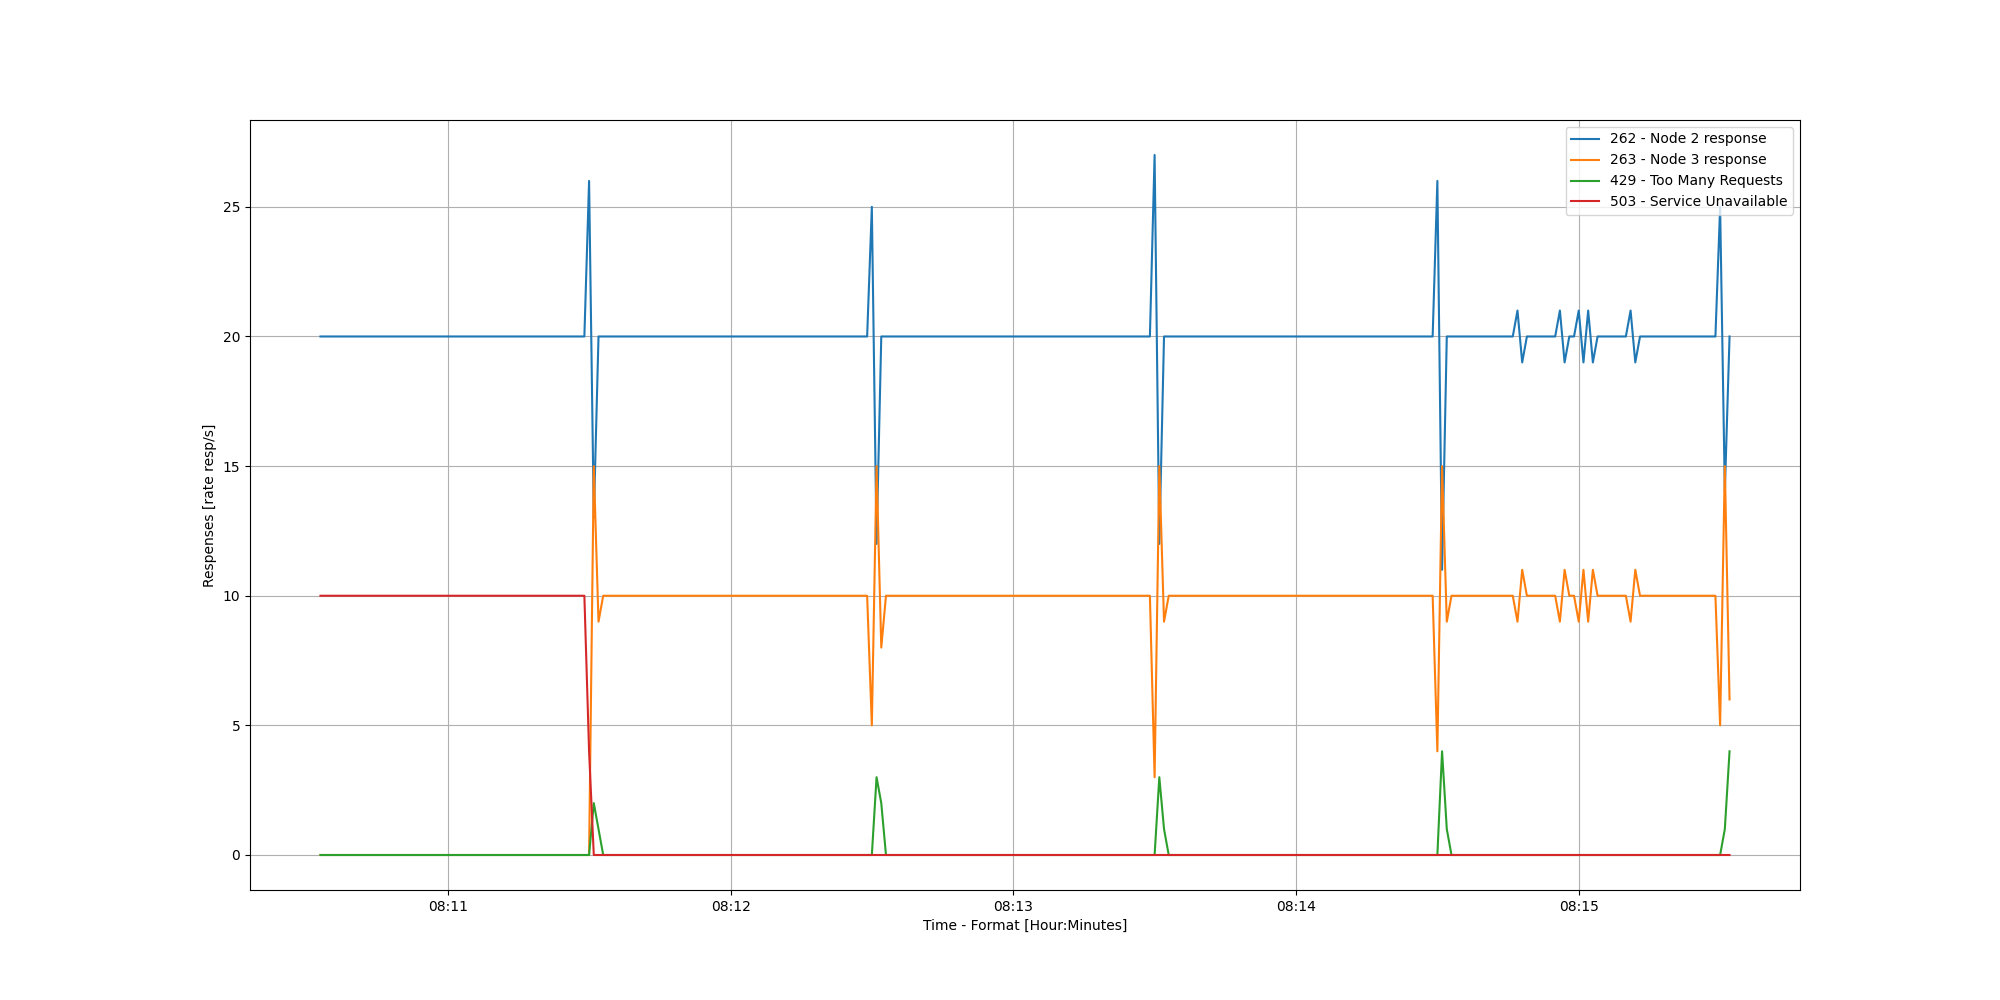 262 - Node 2 response
263 - Node 3 response
429 - Too Many Requests
503 - Service Unavailable
25
20
15
10
5
0
Respenses [rate resp/s]
08:11
08:12
08:13
08:14
08:15
Time - Format [Hour:Minutes]